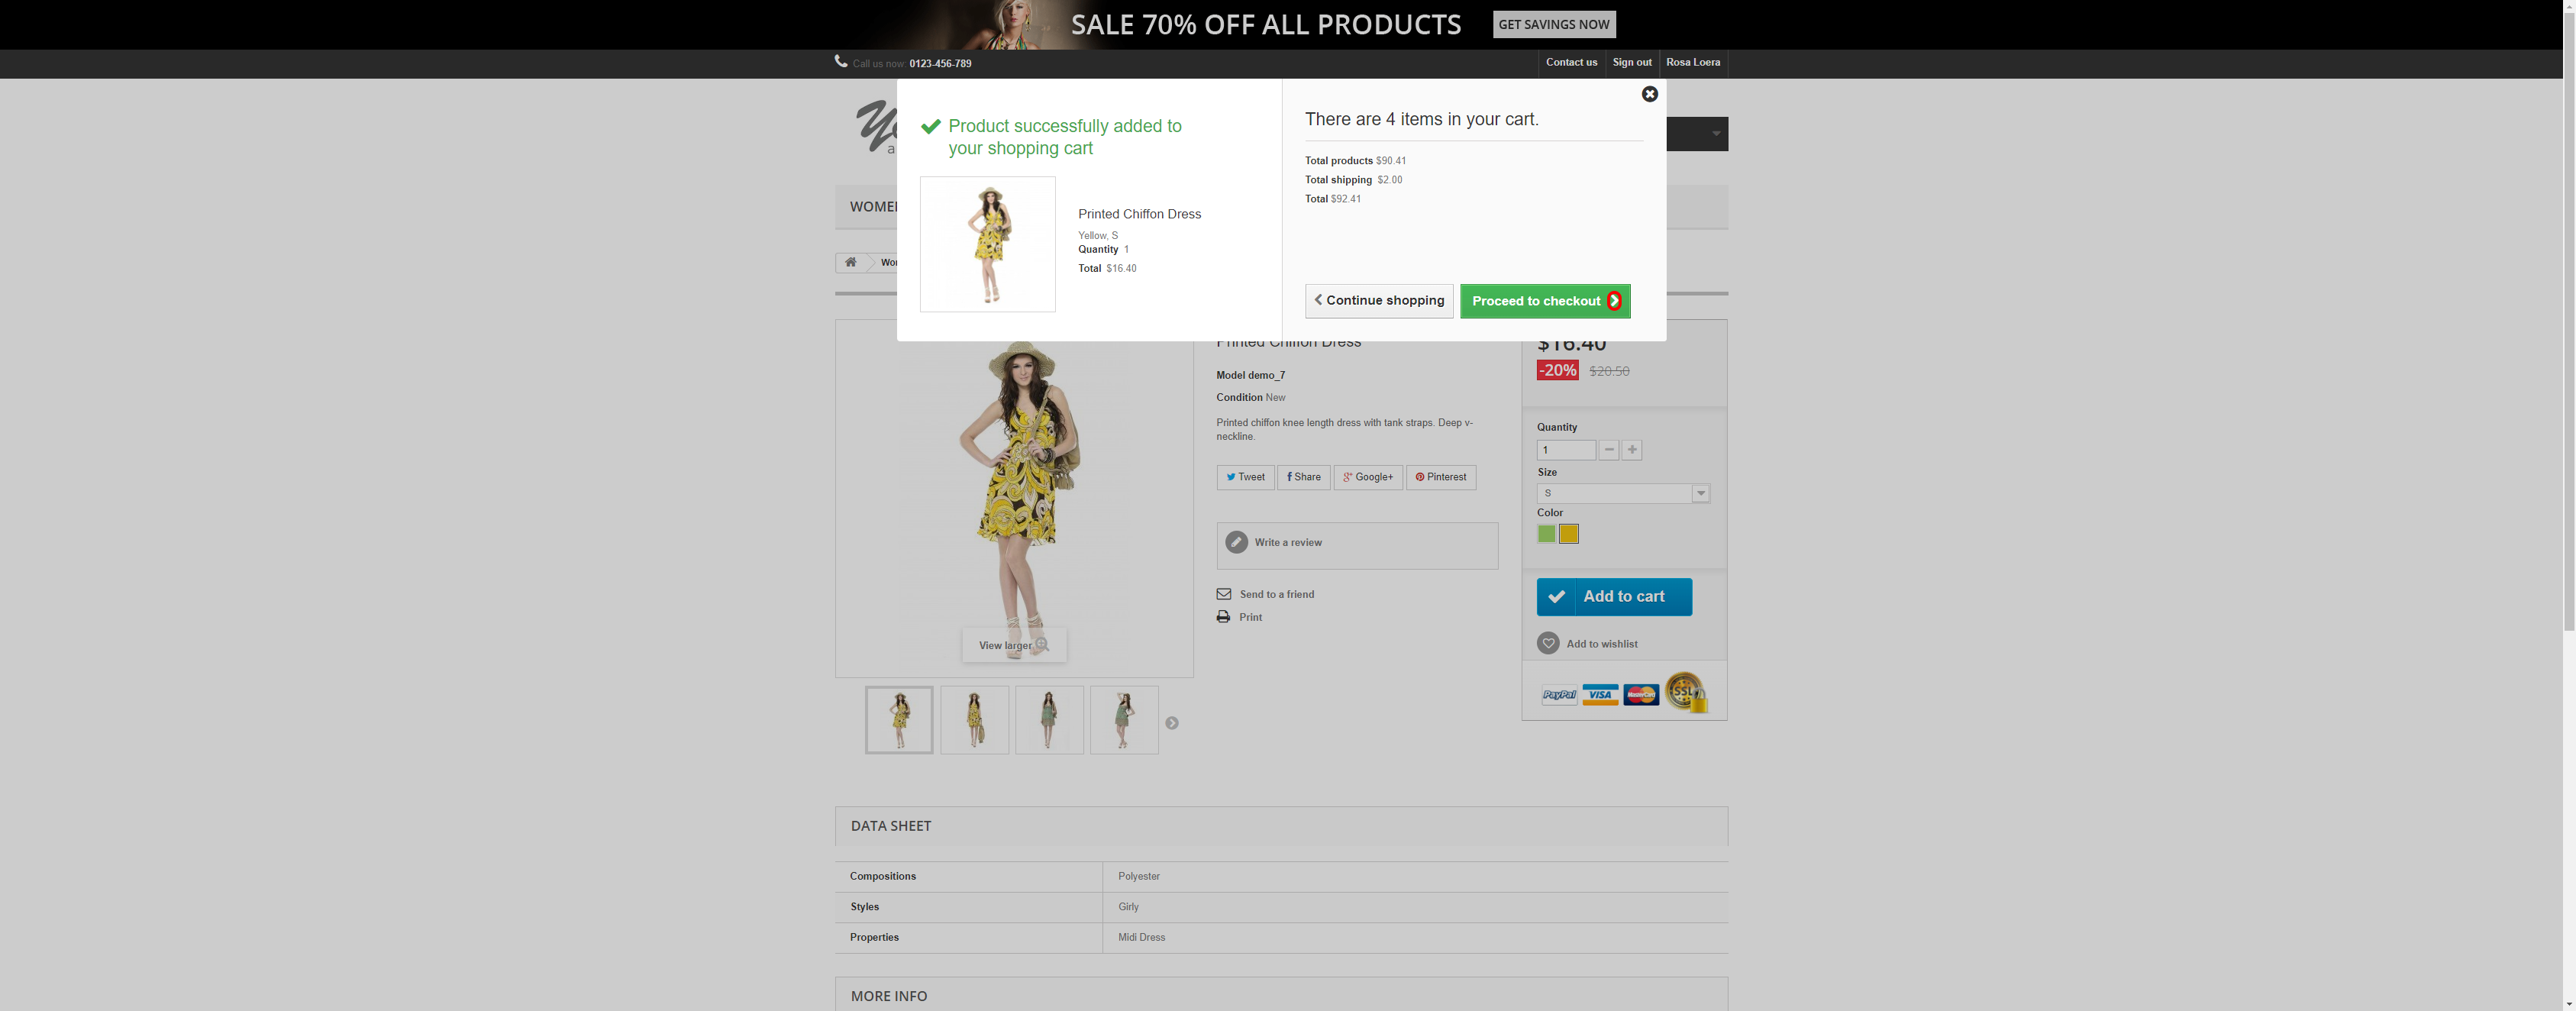 SALE 70% OFF ALL PRODUCTS GET SAVINGS NOW
Call us now: 0123-456-789
Contact us
Sign out
Rosa Loera
Product successfully added to
your shopping cart
Printed Chiffon Dress
Yellow, S
Quantity 1
Total $16.40
There are 4 items in your cart.
Total products $90.41
Total shipping $2.00
Total $92.41
Continue shopping
Proceed to checkout
Printed Chiffon Dress
Model demo_7
Condition New
Printed chiffon knee length dress with tank straps. Deep v-
neckline.
Tweet
Share
Google+
Pinterest
Write a review
Send to a friend
Print
$16.40
-20% $20.50
Quantity
1
Size
S
Color
Add to cart
Add to wishlist
PayPal VISA MasterCard SSL
View larger
DATA SHEET
Compositions Polyester
Styles Girly
Properties Midi Dress
MORE INFO